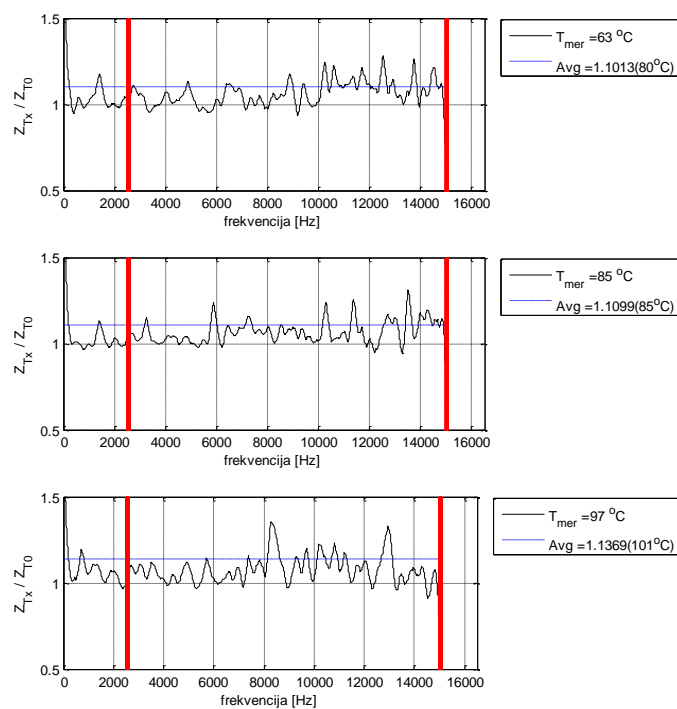 1.5
1
0.5
Z_Tx / Z_T0
0 2000 4000 6000 8000 10000 12000 14000 16000
frekvencija [Hz]
T_mer =63 °C
Avg =1.1013(80°C)
1.5
1
0.5
Z_Tx / Z_T0
0 2000 4000 6000 8000 10000 12000 14000 16000
frekvencija [Hz]
T_mer =85 °C
Avg =1.1099(85°C)
1.5
1
0.5
Z_Tx / Z_T0
0 2000 4000 6000 8000 10000 12000 14000 16000
frekvencija [Hz]
T_mer =97 °C
Avg =1.1369(101°C)